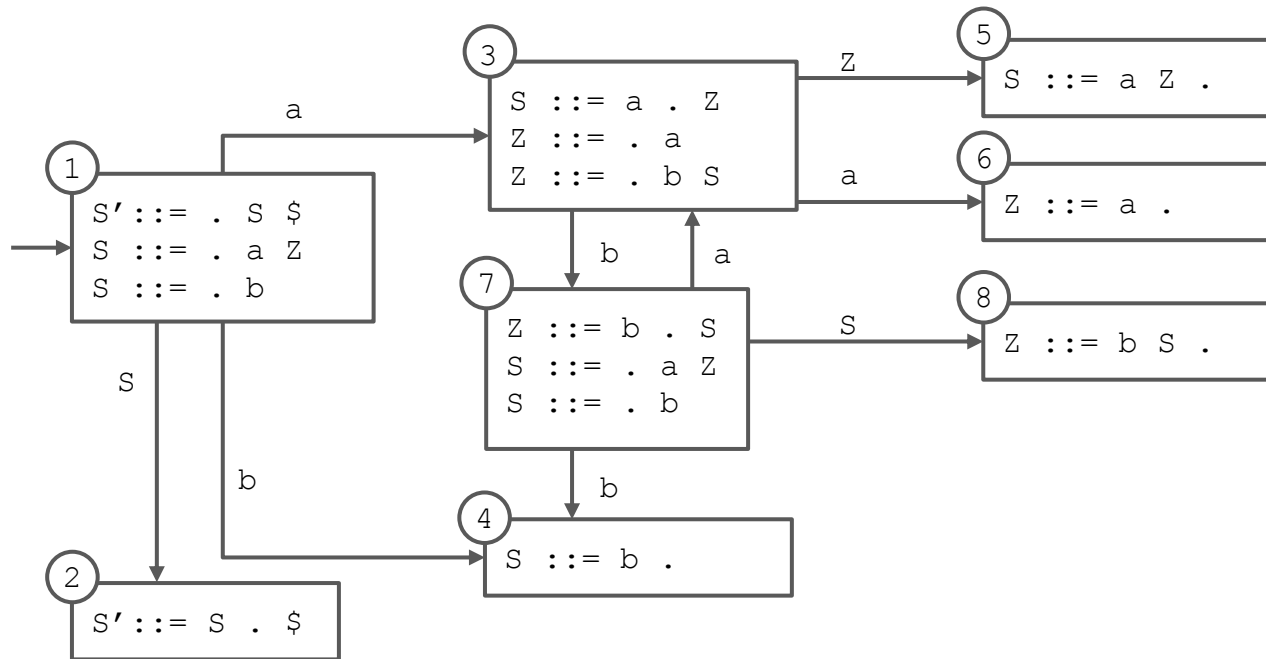 1
S'::= . S $
S ::= . a Z
S ::= . b
a
S
b
2
S'::= S . $
3
S ::= a . Z
Z ::= . a
Z ::= . b S
Z
a
b
a
7
Z ::= b . S
S ::= . a Z
S ::= . b
S
b
4
S ::= b .
5
S ::= a Z .
6
Z ::= a .
8
Z ::= b S .